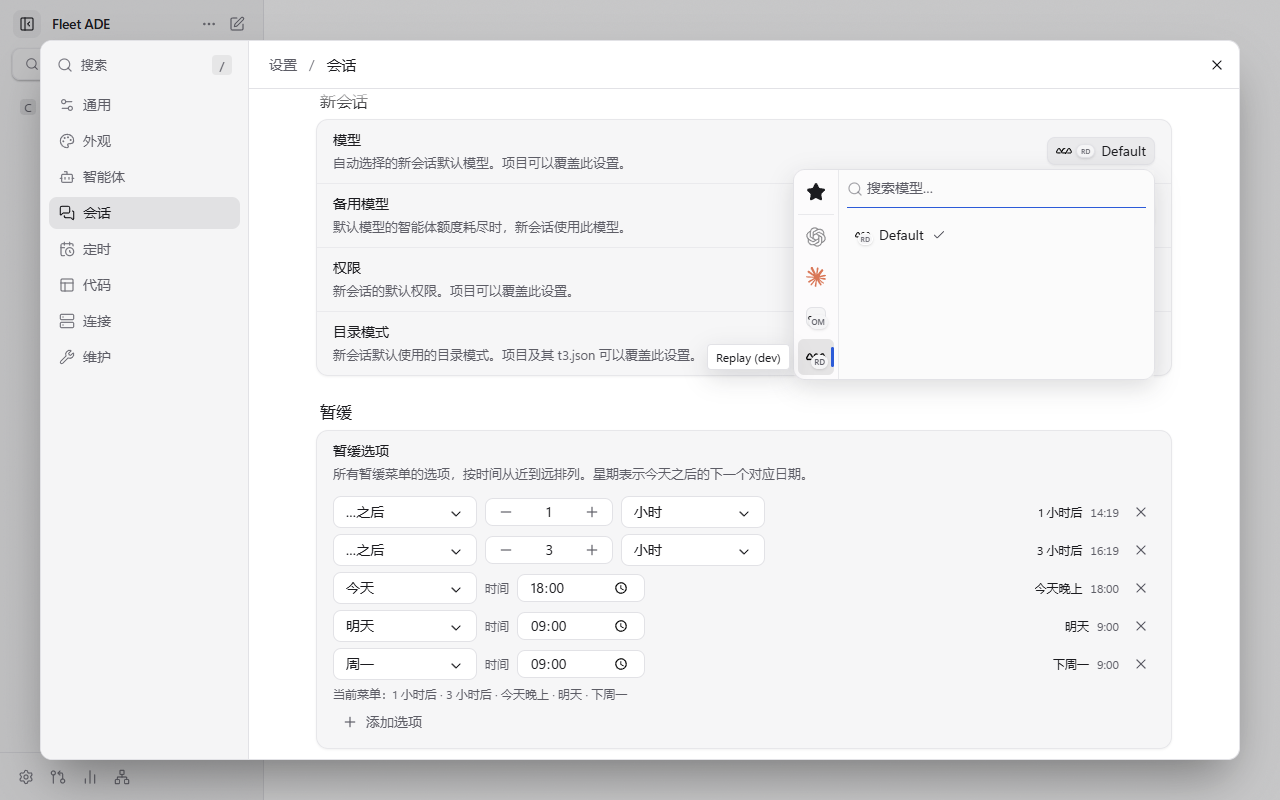 Fleet ADE
搜索
/
设置 / 会话
C
通用
外观
智能体
会话
定时
代码
连接
维护
新会话
模型
自动选择的新会话默认模型。项目可以覆盖此设置。
RD Default
备用模型
默认模型的智能体额度耗尽时，新会话使用此模型。
权限
新会话的默认权限。项目可以覆盖此设置。
目录模式
新会话默认使用的目录模式。项目及其 t3.json 可以覆盖此设置。
搜索模型...
RD Default
OM
RD
Replay (dev)
暂缓
暂缓选项
所有暂缓菜单的选项，按时间从近到远排列。星期表示今天之后的下一个对应日期。
...之后 1 小时 1 小时后 14:19
...之后 3 小时 3 小时后 16:19
今天 时间 18:00 今天晚上 18:00
明天 时间 09:00 明天 9:00
周一 时间 09:00 下周一 9:00
当前菜单：1 小时后 · 3 小时后 · 今天晚上 · 明天 · 下周一
添加选项